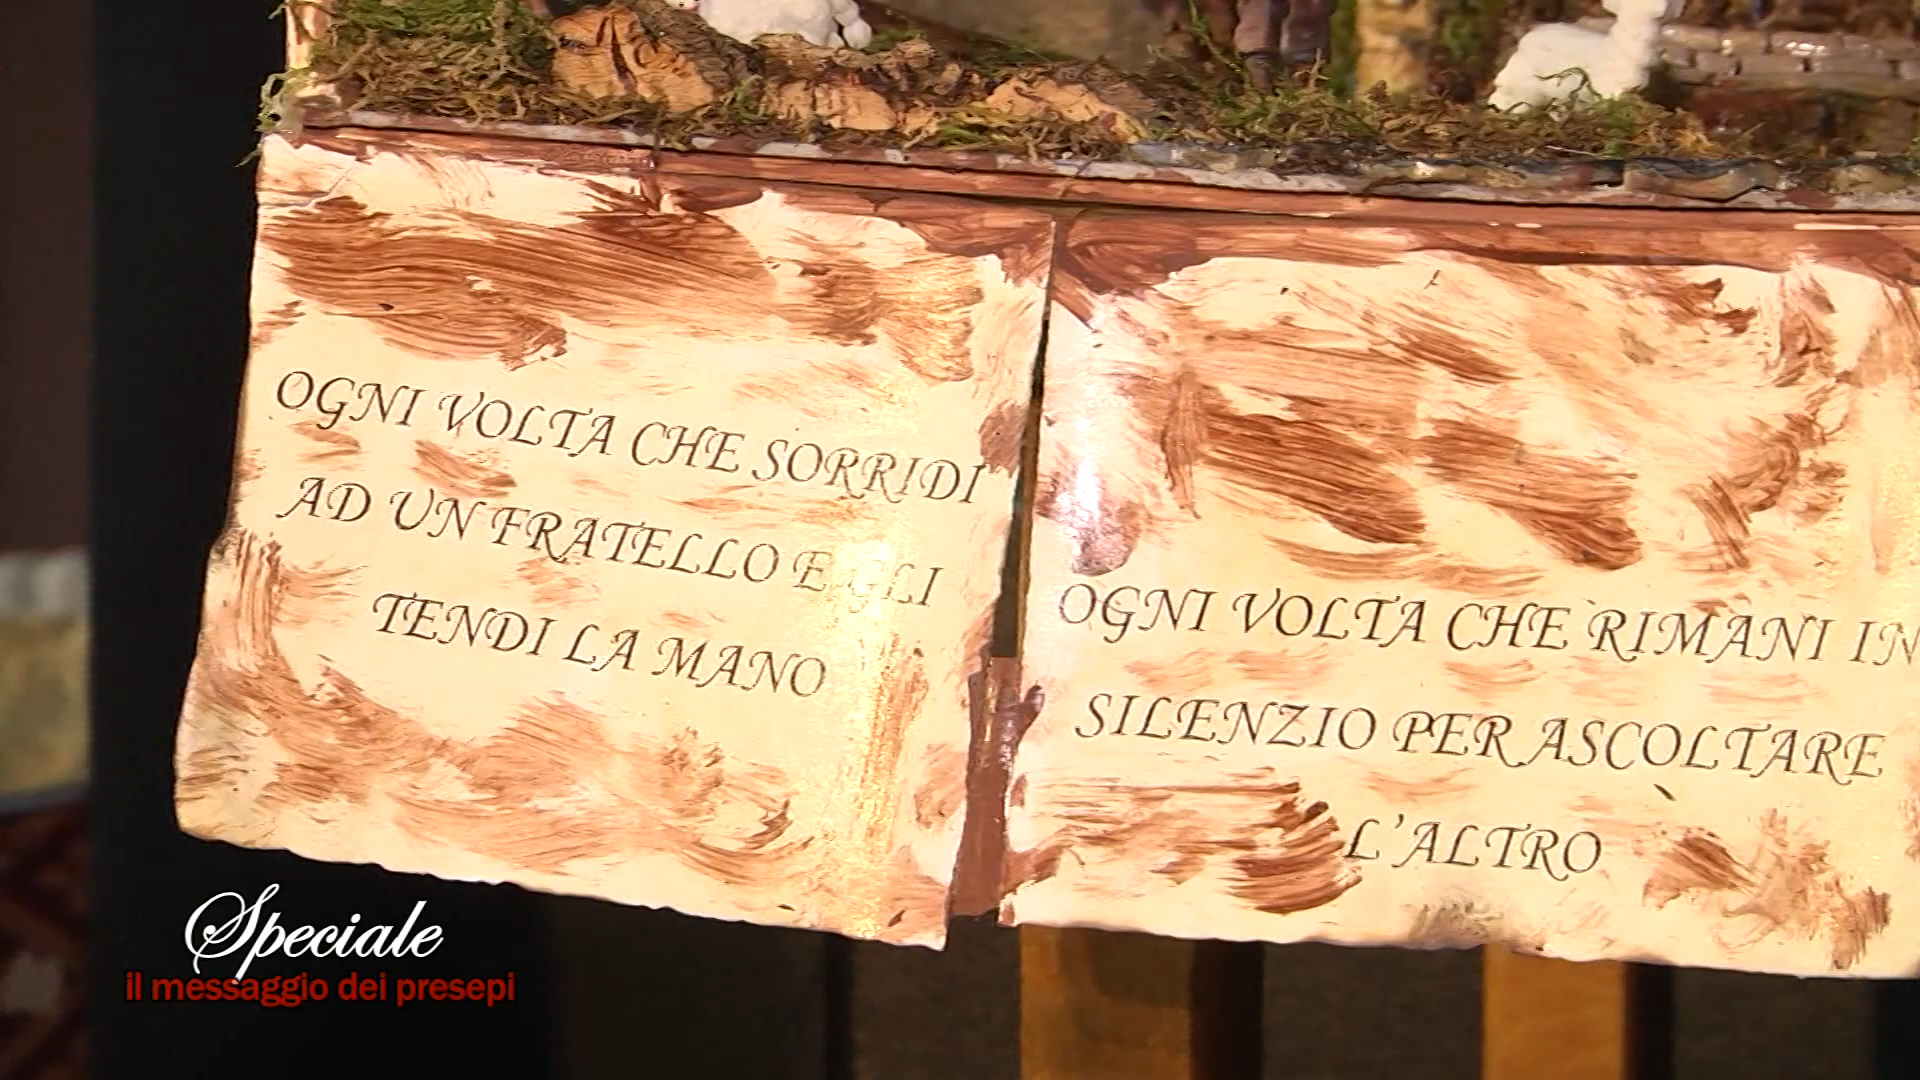 OGNI VOLTA CHE SORRIDI
AD UN FRATELLO E GLI
TENDI LA MANO
OGNI VOLTA CHE RIMANI IN
SILENZIO PER ASCOLTARE
L'ALTRO
Speciale
il messaggio dei presepi